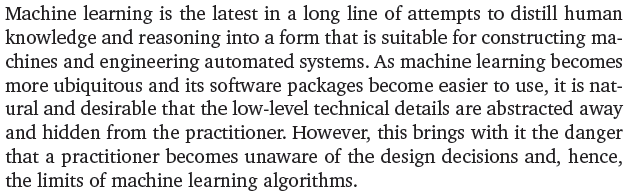 Machine learning is the latest in a long line of attempts to distill human
knowledge and reasoning into a form that is suitable for constructing ma-
chines and engineering automated systems. As machine learning becomes
more ubiquitous and its software packages become easier to use, it is nat-
ural and desirable that the low-level technical details are abstracted away
and hidden from the practitioner. However, this brings with it the danger
that a practitioner becomes unaware of the design decisions and, hence,
the limits of machine learning algorithms.